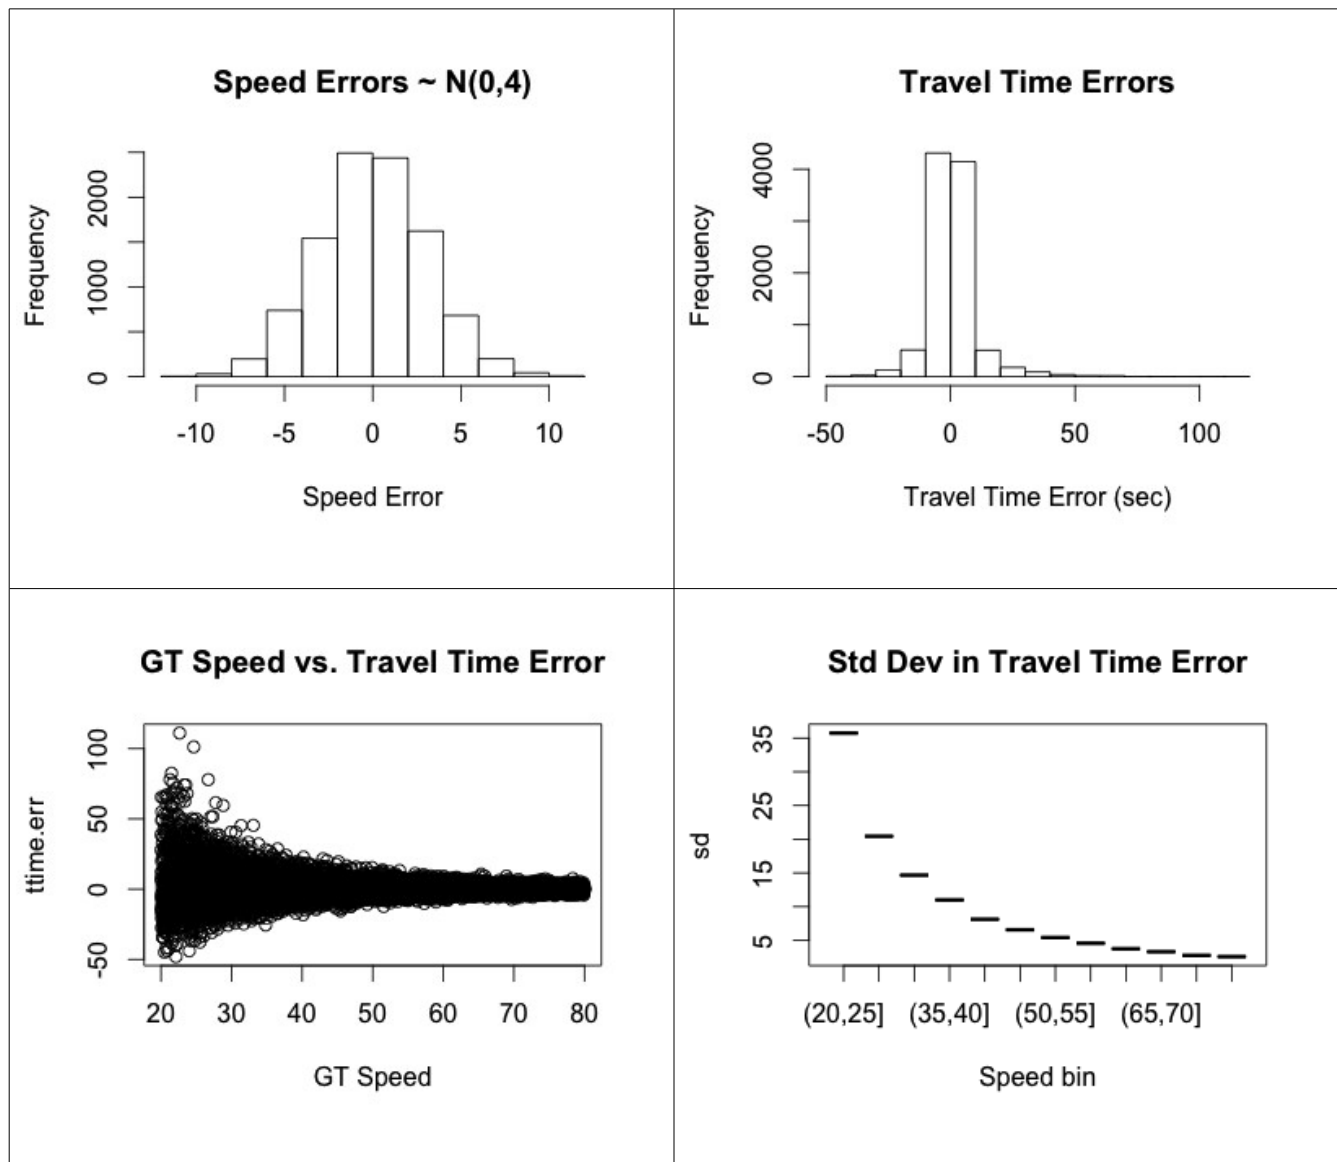 Speed Errors ~ N(0,4)
Frequency
2000
1000
0
-10 -5 0 5 10
Speed Error
Travel Time Errors
Frequency
4000
2000
0
-50 0 50 100
Travel Time Error (sec)
GT Speed vs. Travel Time Error
ttime.err
100
50
0
-50
20 30 40 50 60 70 80
GT Speed
Std Dev in Travel Time Error
sd
35
25
15
5
(20,25] (35,40] (50,55] (65,70]
Speed bin